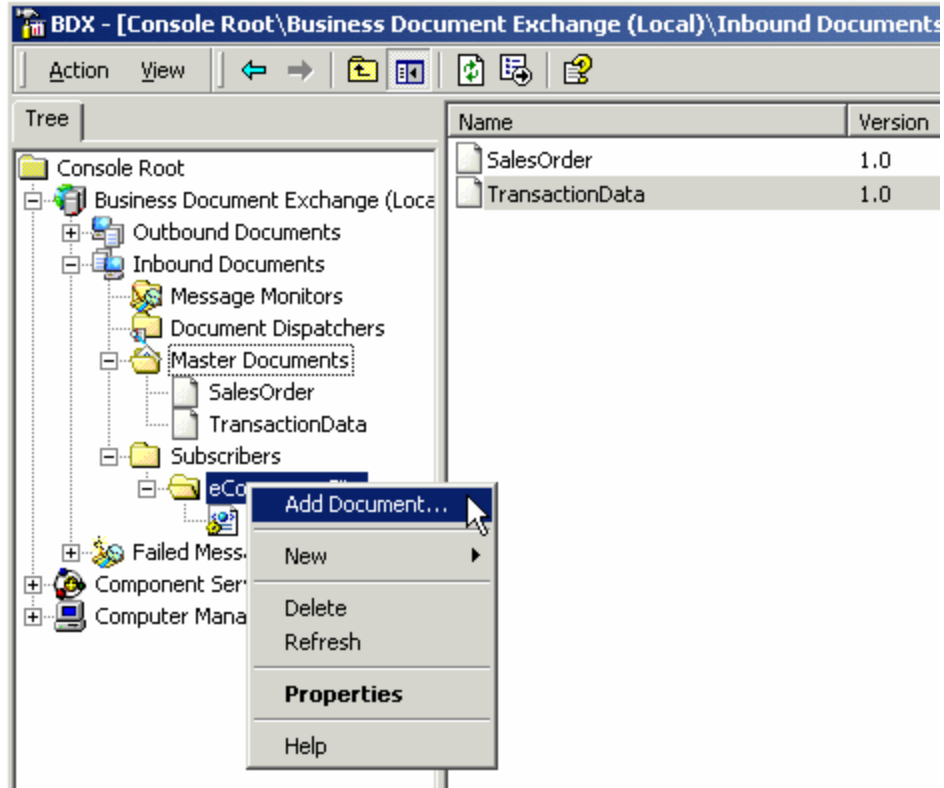 BDX - [Console Root\Business Document Exchange (Local)\Inbound Documents
Action View
Tree
Name Version
SalesOrder 1.0
TransactionData 1.0
Console Root
Business Document Exchange (Loca
Outbound Documents
Inbound Documents
Message Monitors
Document Dispatchers
Master Documents
SalesOrder
TransactionData
Subscribers
eCo
Failed Mess
Component Ser
Computer Mana
Add Document...
New
Delete
Refresh
Properties
Help